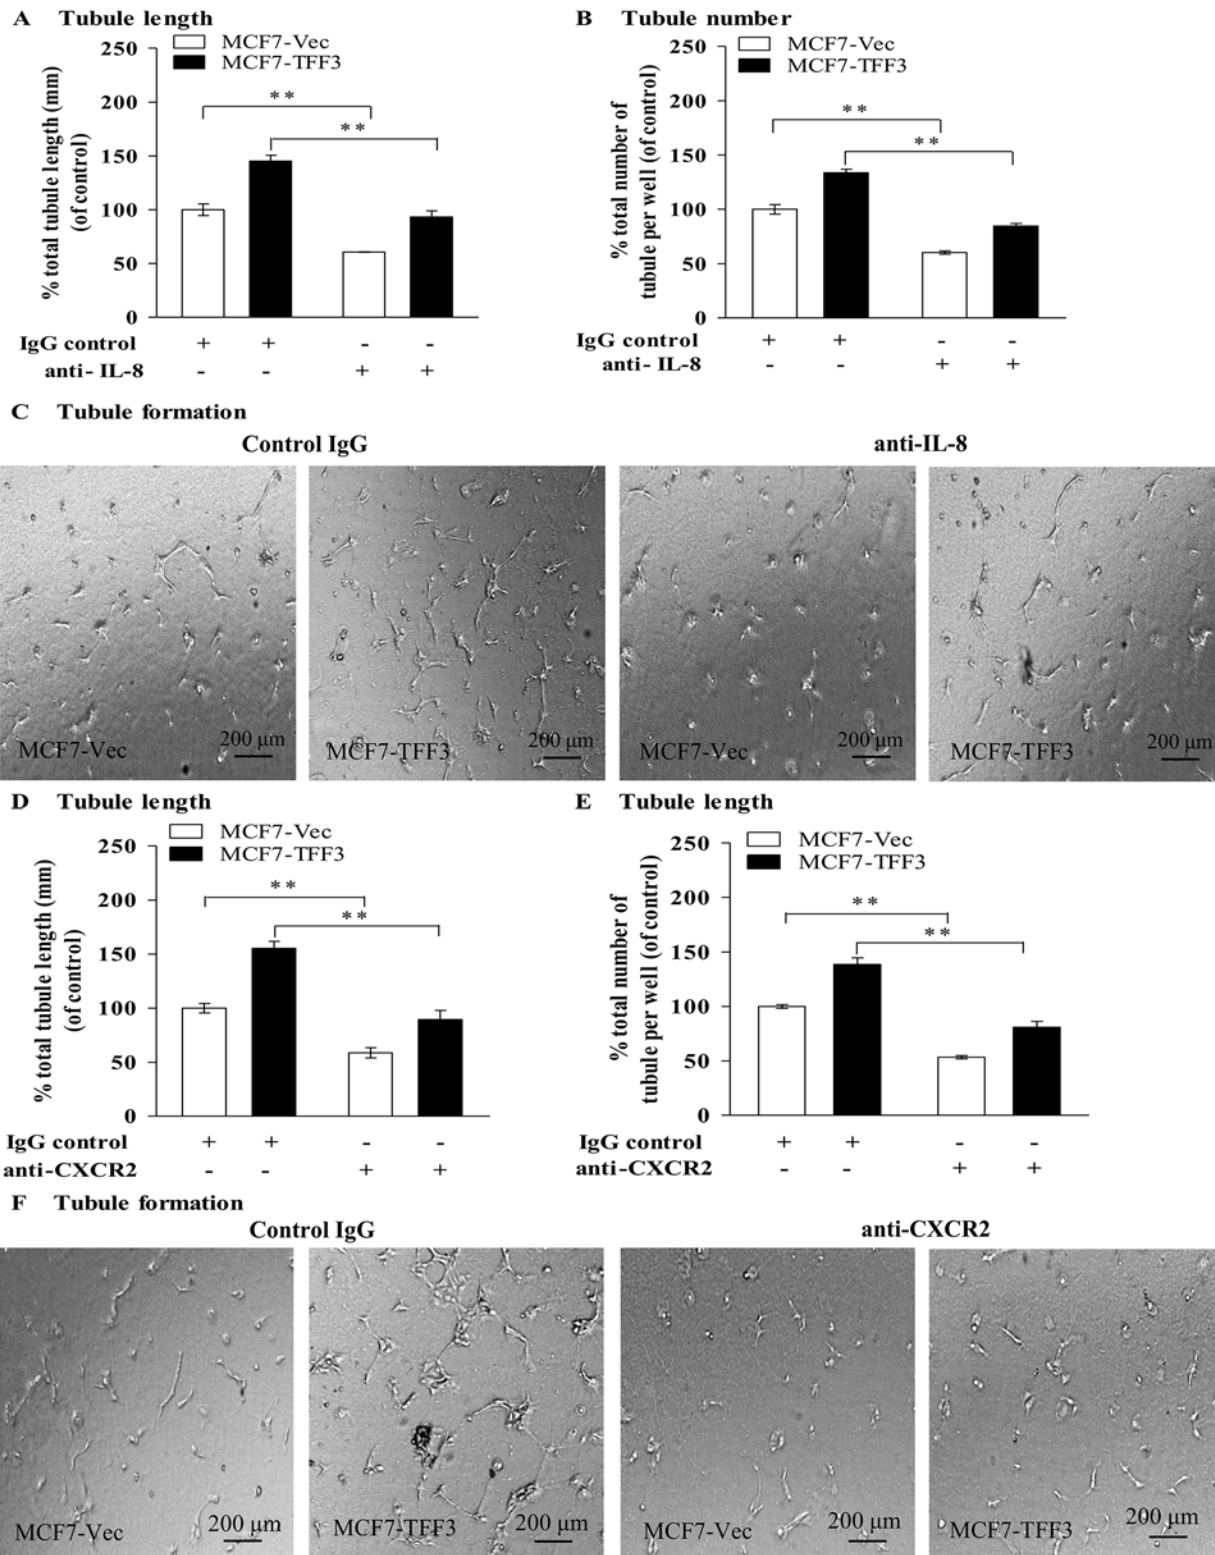 A Tubule length
MCF7-Vec
MCF7-TFF3
% total tubule length (mm)
(of control)
250
200
150
100
50
0
**
**
IgG control + + - -
anti- IL-8 - - + +
B Tubule number
MCF7-Vec
MCF7-TFF3
% total number of
tubule per well (of control)
250
200
150
100
50
0
**
**
IgG control + + - -
anti- IL-8 - - + +
C Tubule formation
Control IgG
anti-IL-8
MCF7-Vec 200 μm
MCF7-TFF3 200 μm
MCF7-Vec 200 μm
MCF7-TFF3 200 μm
D Tubule length
MCF7-Vec
MCF7-TFF3
% total tubule length (mm)
(of control)
250
200
150
100
50
0
**
**
IgG control + + - -
anti-CXCR2 - - + +
E Tubule length
MCF7-Vec
MCF7-TFF3
% total number of
tubule per well (of control)
250
200
150
100
50
0
**
**
IgG control + + - -
anti-CXCR2 - - + +
F Tubule formation
Control IgG
anti-CXCR2
MCF7-Vec 200 μm
MCF7-TFF3 200 μm
MCF7-Vec 200 μm
MCF7-TFF3 200 μm